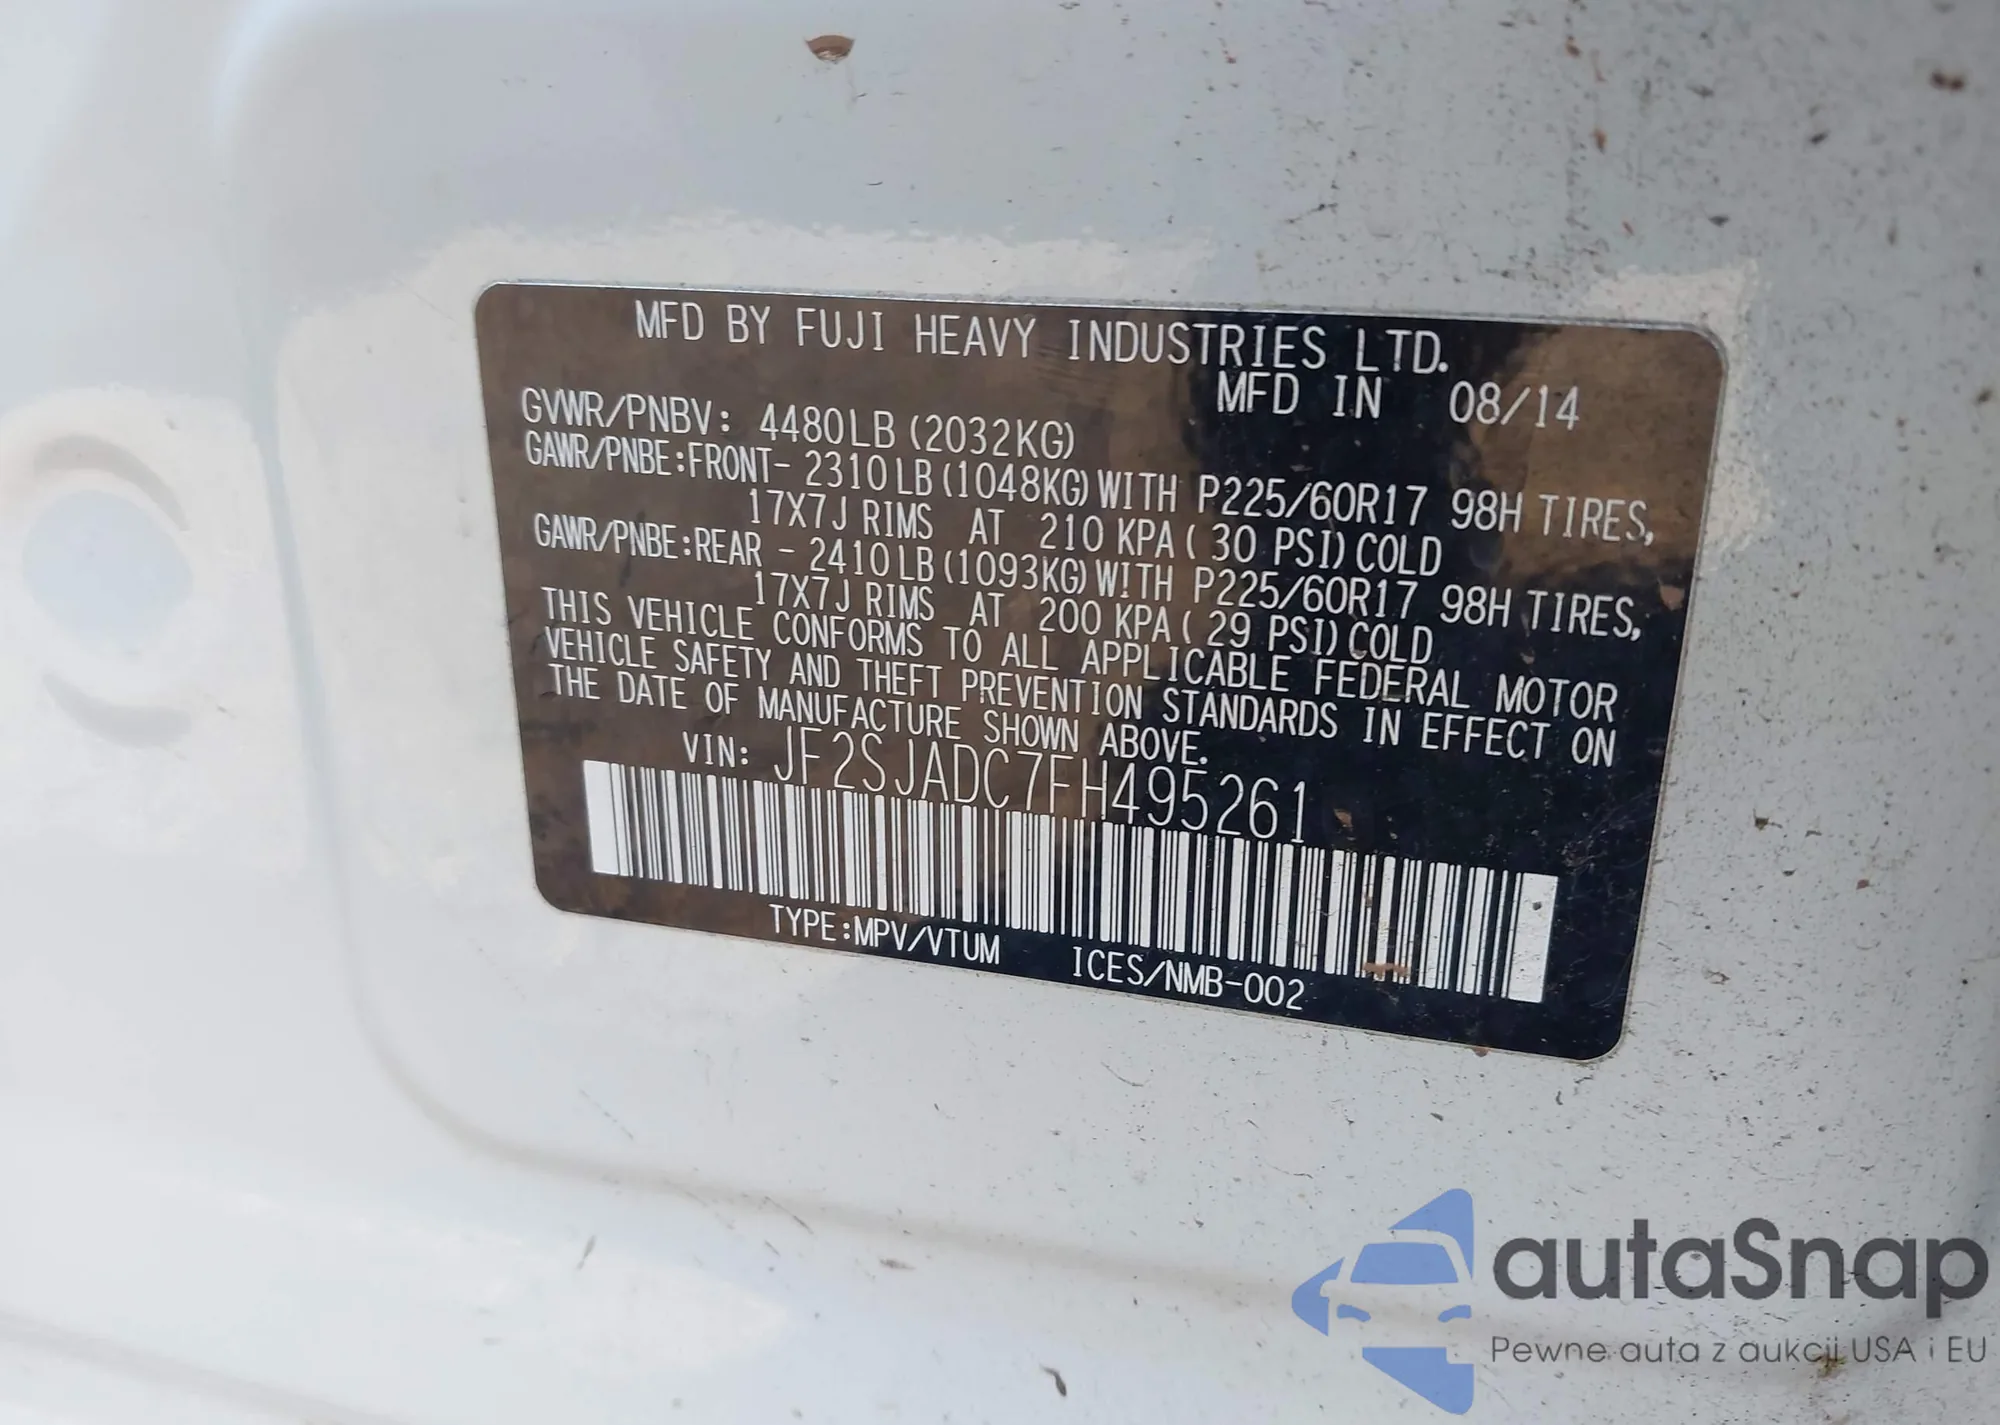 MFD BY FUJI HEAVY INDUSTRIES LTD.
MFD IN 08/14
GVWR/PNBV: 4480LB (2032KG)
GAWR/PNBE:FRONT- 2310LB (1048KG) WITH P225/60R17 98H TIRES,
17X7J RIMS AT 210 KPA ( 30 PSI) COLD
GAWR/PNBE:REAR - 2410LB (1093KG) WITH P225/60R17 98H TIRES,
17X7J RIMS AT 200 KPA ( 29 PSI) COLD
THIS VEHICLE CONFORMS TO ALL APPLICABLE FEDERAL MOTOR
VEHICLE SAFETY AND THEFT PREVENTION STANDARDS IN EFFECT ON
THE DATE OF MANUFACTURE SHOWN ABOVE.
VIN: JF2SJADC7FH495261
TYPE:MPV/VTUM ICES/NMB-002
autaSnap
Pewne auta z aukcji USA i EU